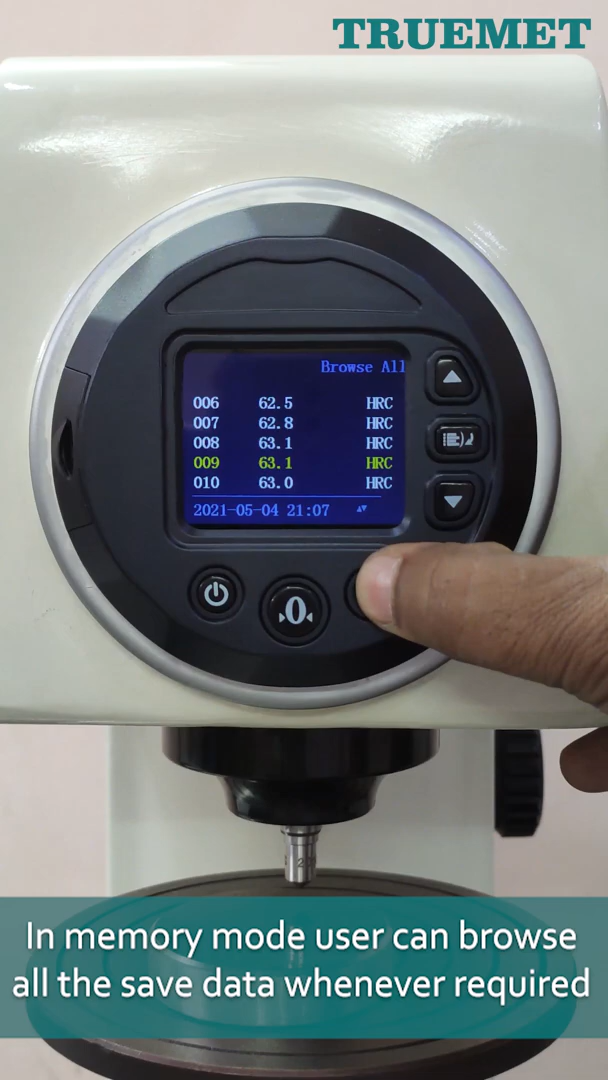 TRUEMET
Browse All
006 62.5 HRC
007 62.8 HRC
008 63.1 HRC
009 63.1 HRC
010 63.0 HRC
2021-05-04 21:07
0
In memory mode user can browse
all the save data whenever required